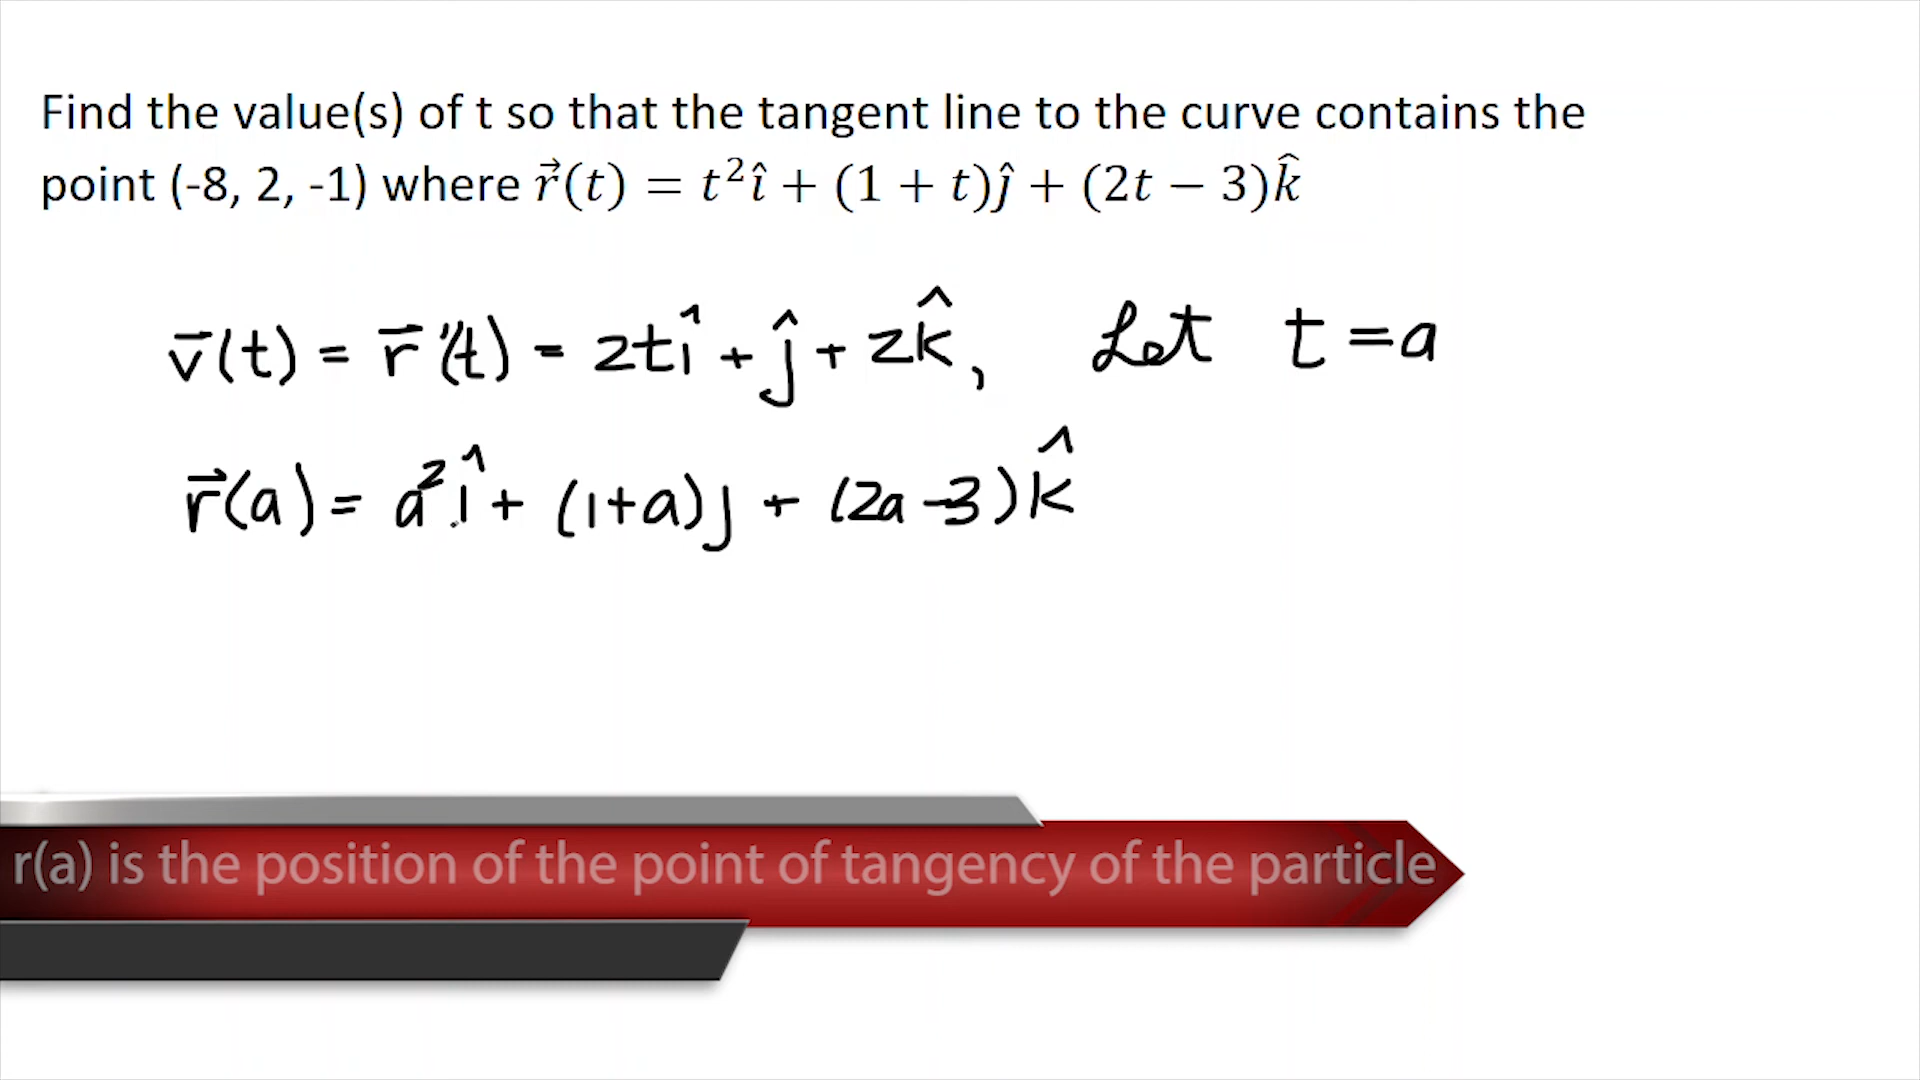 Find the value(s) of t so that the tangent line to the curve contains the
point (-8, 2, -1) where r⃗(t) = t²î + (1 + t)ĵ + (2t − 3)k̂
v⃗(t) = r⃗'(t) = 2tî + ĵ + 2k̂, Let t = a
r⃗(a) = a²î + (1+a)j + (2a-3)k̂
r(a) is the position of the point of tangency of the particle